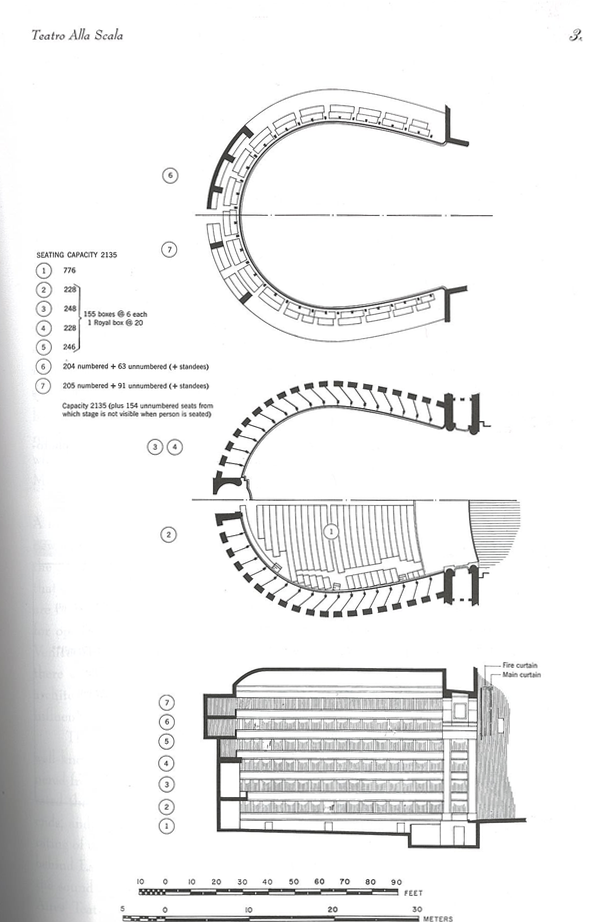 Teatro Alla Scala
3.
6
7
SEATING CAPACITY 2135
1 776
2 228
3 248
4 228
5 246
155 boxes @ 6 each
1 Royal box @ 20
6 204 numbered + 63 unnumbered (+ standees)
7 205 numbered + 91 unnumbered (+ standees)
Capacity 2135 (plus 154 unnumbered seats from
which stage is not visible when person is seated)
3 4
2
1
Fire curtain
Main curtain
7
6
5
4
3
2
1
10 0 10 20 30 40 50 60 70 80 90
FEET
5 0 10 20 30
METERS